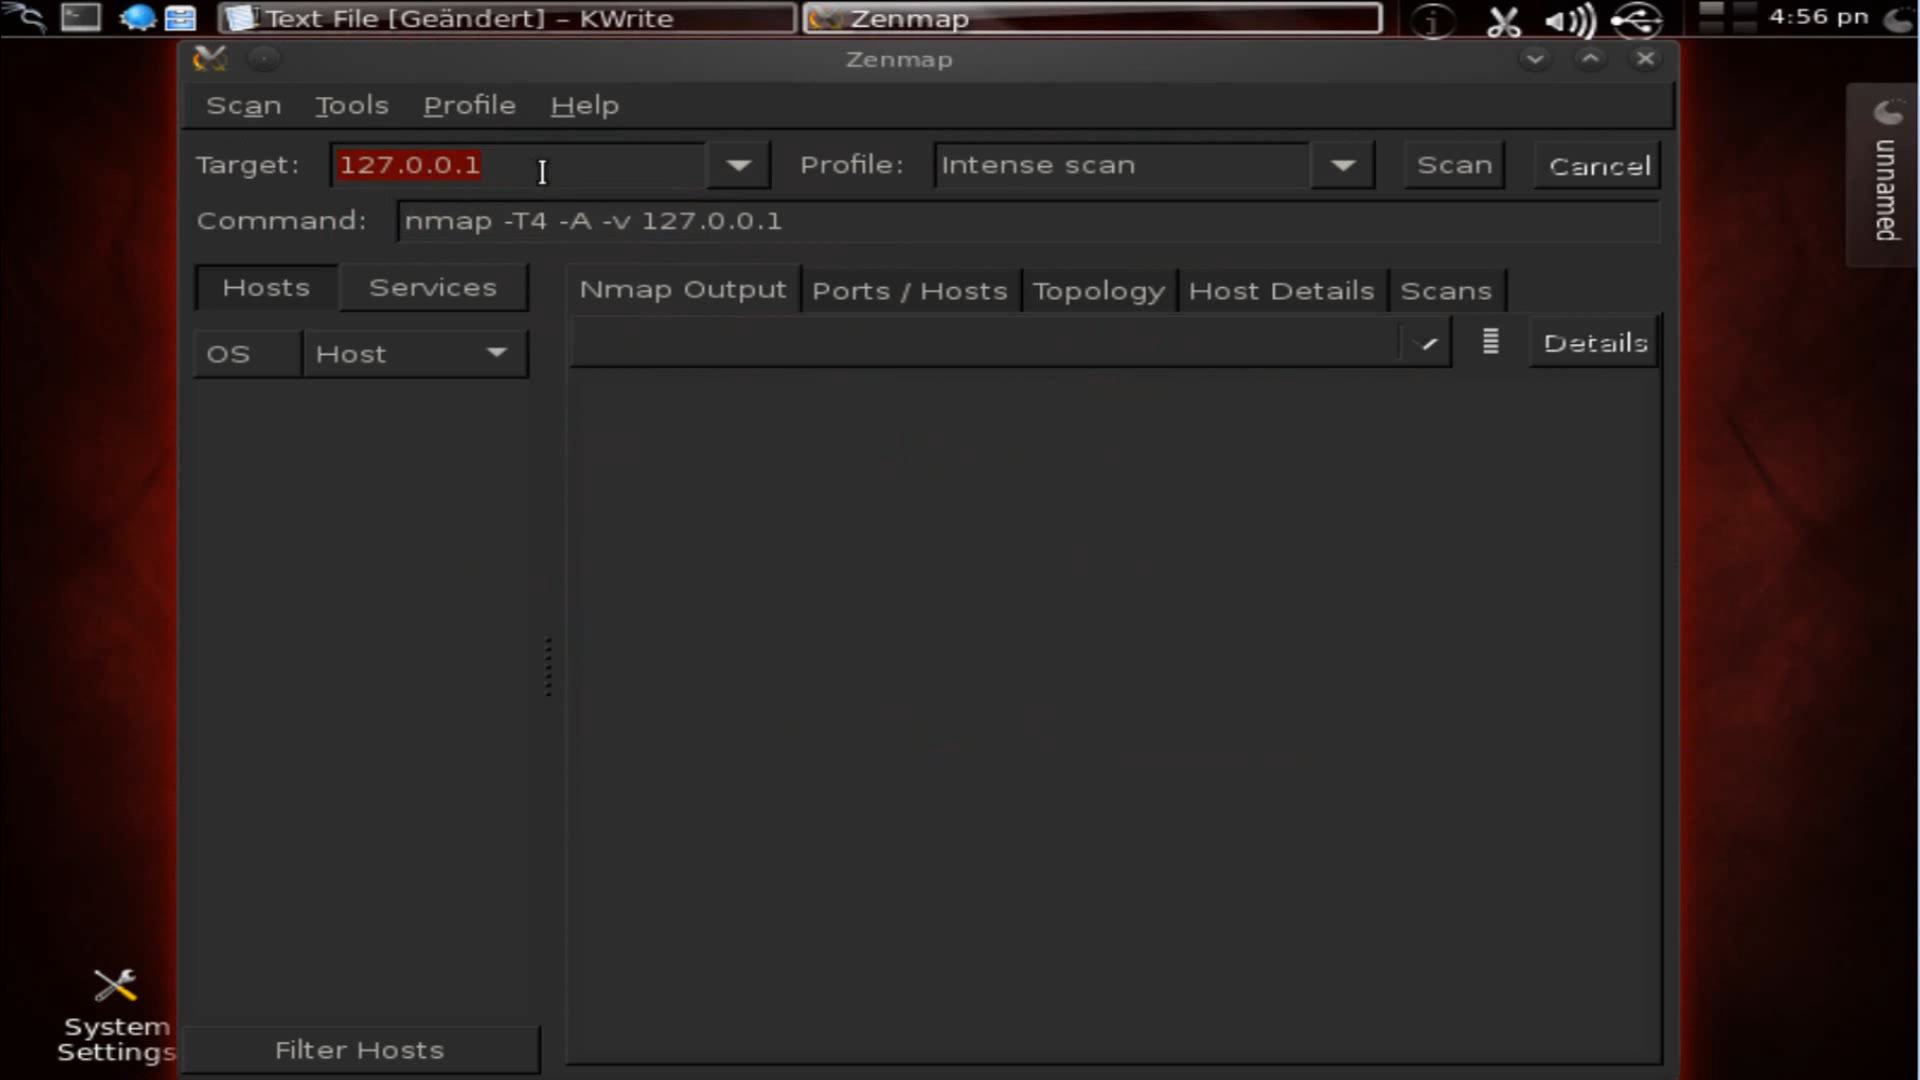 Text File [Geändert] – KWrite
Zenmap
4:56 pn
Zenmap
Scan Tools Profile Help
Target: 127.0.0.1 Profile: Intense scan Scan Cancel
Command: nmap -T4 -A -v 127.0.0.1
Hosts Services
Nmap Output Ports / Hosts Topology Host Details Scans
Details
OS Host
unnamed
System
Settings
Filter Hosts